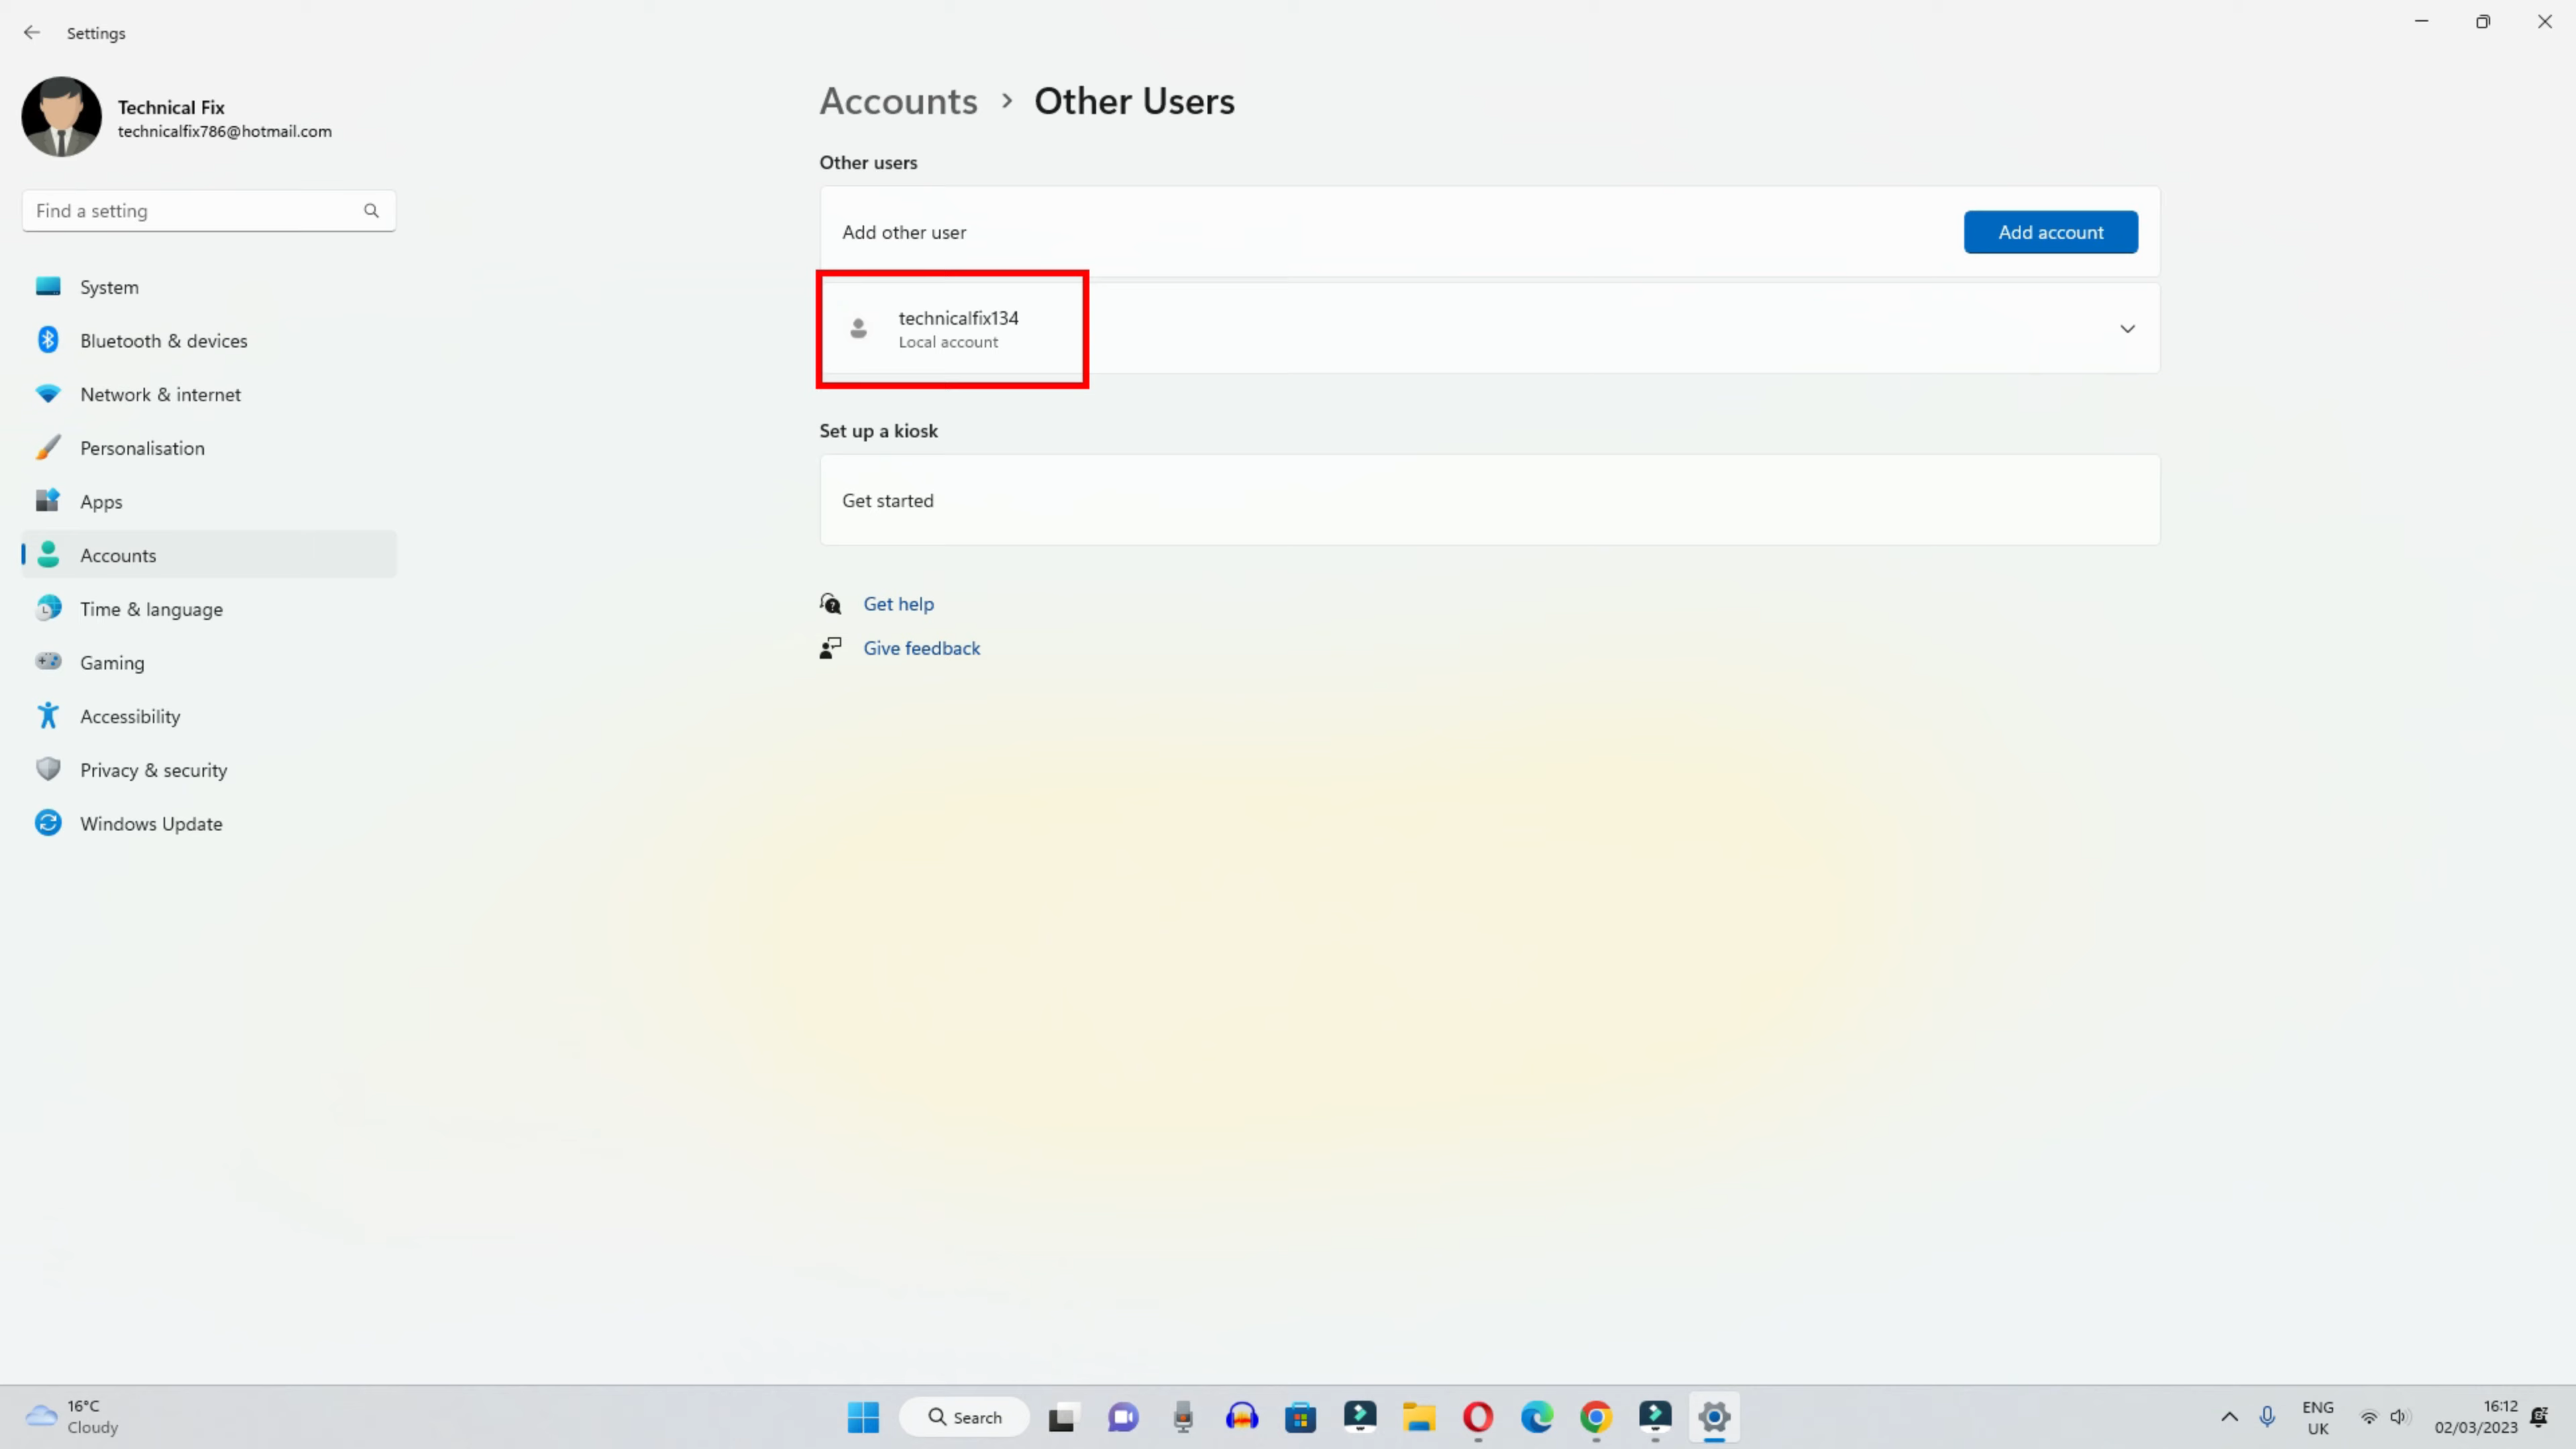 Settings
Technical Fix
technicalfix786@hotmail.com
Find a setting
System
Bluetooth & devices
Network & internet
Personalisation
Apps
Accounts
Time & language
Gaming
Accessibility
Privacy & security
Windows Update
Accounts > Other Users
Other users
Add other user
Add account
technicalfix134
Local account
Set up a kiosk
Get started
Get help
Give feedback
16°C
Cloudy
Search
ENG
UK
16:12
02/03/2023